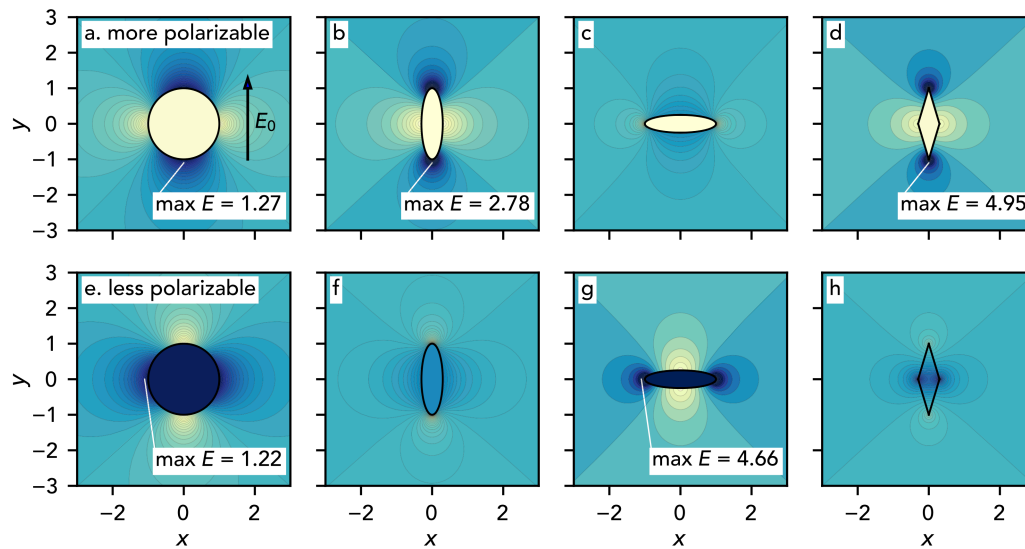 3
2
1
0
−1
−2
−3
y
a. more polarizable
E0
max E = 1.27
b
max E = 2.78
c
d
max E = 4.95
3
2
1
0
−1
−2
−3
y
e. less polarizable
max E = 1.22
f
g
max E = 4.66
h
−2 0 2
−2 0 2
−2 0 2
−2 0 2
x
x
x
x